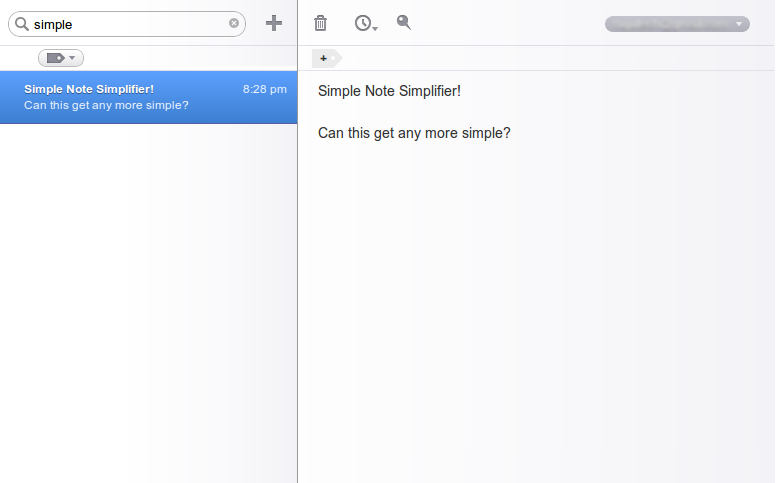 simple
+
Simple Note Simplifier! 8:28 pm
Can this get any more simple?
Simple Note Simplifier!
Can this get any more simple?